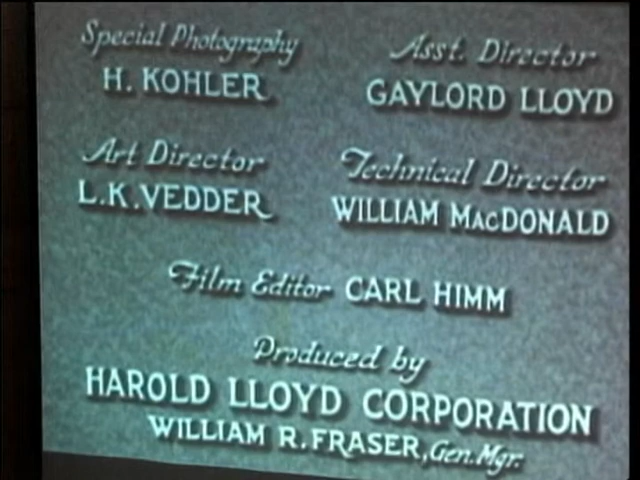 Special Photography
H. KOHLER
Asst. Director
GAYLORD LLOYD
Art Director
L.K.VEDDER
Technical Director
WILLIAM MACDONALD
Film Editor CARL HIMM
Produced by
HAROLD LLOYD CORPORATION
WILLIAM R.FRASER, Gen.Mgr.